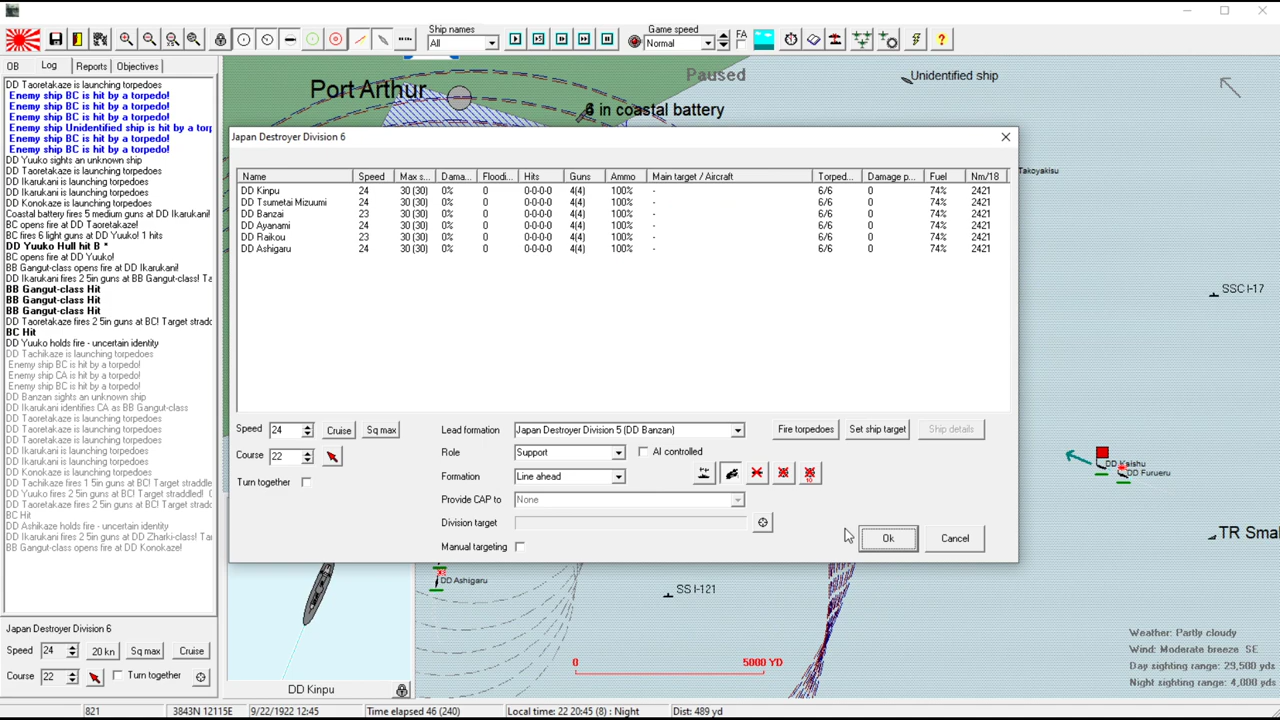 Ship names
All
Game speed
Normal
FA
OB
Log
Reports
Objectives
DD Taoretakaze is launching torpedoes
Enemy ship BC is hit by a torpedo!
Enemy ship BC is hit by a torpedo!
Enemy ship BC is hit by a torpedo!
Enemy ship Unidentified ship is hit by a torp
Enemy ship BC is hit by a torpedo!
Enemy ship BC is hit by a torpedo!
DD Yuuko sights an unknown ship
DD Taoretakaze is launching torpedoes
DD Ikarukani is launching torpedoes
DD Ikarukani is launching torpedoes
DD Konokaze is launching torpedoes
Coastal battery fires 5 medium guns at DD Ikarukani!
BC opens fire at DD Taoretakaze!
BC fires 6 light guns at DD Yuuko! 1 hits
DD Yuuko Hull hit B *
BC opens fire at DD Yuuko!
BB Gangut-class opens fire at DD Ikarukani!
DD Ikarukani fires 2 5in guns at BB Gangut-class! Ta
BB Gangut-class Hit
BB Gangut-class Hit
BB Gangut-class Hit
DD Taoretakaze fires 2 5in guns at BC! Target stradd
BC Hit
DD Yuuko holds fire - uncertain identity
DD Tachikaze is launching torpedoes
Enemy ship BC is hit by a torpedo!
Enemy ship CA is hit by a torpedo!
Enemy ship BC is hit by a torpedo!
DD Banzan sights an unknown ship
DD Ikarukani identifies CA as BB Gangut-class
DD Taoretakaze is launching torpedoes
DD Taoretakaze is launching torpedoes
DD Ikarukani is launching torpedoes
DD Ikarukani is launching torpedoes
DD Konokaze is launching torpedoes
DD Tachikaze fires 1 5in guns at BC! Target straddle
DD Yuuko fires 2 5in guns at BC! Target straddled!
DD Taoretakaze fires 2 5in guns at BC! Target stradd
BC Hit
DD Ashikaze holds fire - uncertain identity
DD Ikarukani fires 2 5in guns at DD Zharki-class! Ta
BB Gangut-class opens fire at DD Konokaze!
Japan Destroyer Division 6
Speed 24 20 kn Sq max Cruise
Course 22 Turn together
Port Arthur
Paused
Unidentified ship
6 in coastal battery
Takoyakisu
SSC I-17
DD Kaishu
DD Furueru
TR Sma
Japan Destroyer Division 6
Name Speed Max s... Dama... Floodi... Hits Guns Ammo Main target / Aircraft Torped... Damage p... Fuel Nm/18
DD Kinpu 24 30 (30) 0% 0 0-0-0-0 4(4) 100% - 6/6 0 74% 2421
DD Tsumetai Mizuumi 24 30 (30) 0% 0 0-0-0-0 4(4) 100% - 6/6 0 74% 2421
DD Banzai 23 30 (30) 0% 0 0-0-0-0 4(4) 100% - 6/6 0 74% 2421
DD Ayanami 24 30 (30) 0% 0 0-0-0-0 4(4) 100% - 6/6 0 74% 2421
DD Raikou 23 30 (30) 0% 0 0-0-0-0 4(4) 100% - 6/6 0 74% 2421
DD Ashigaru 24 30 (30) 0% 0 0-0-0-0 4(4) 100% - 6/6 0 74% 2421
Speed 24 Cruise Sq max
Course 22
Turn together
Lead formation Japan Destroyer Division 5 (DD Banzan)
Role Support AI controlled
Formation Line ahead
Provide CAP to None
Division target
Manual targeting
Fire torpedoes Set ship target Ship details
10
Ok Cancel
DD Ashigaru
SS I-121
0 5000 YD
Weather: Partly cloudy
Wind: Moderate breeze SE
Day sighting range: 29,500 yards
Night sighting range: 4,000 yards
DD Kinpu
821 3843N 12115E 9/22/1922 12:45 Time elapsed 46 (240) Local time: 22 20:45 (8) : Night Dist: 489 yd